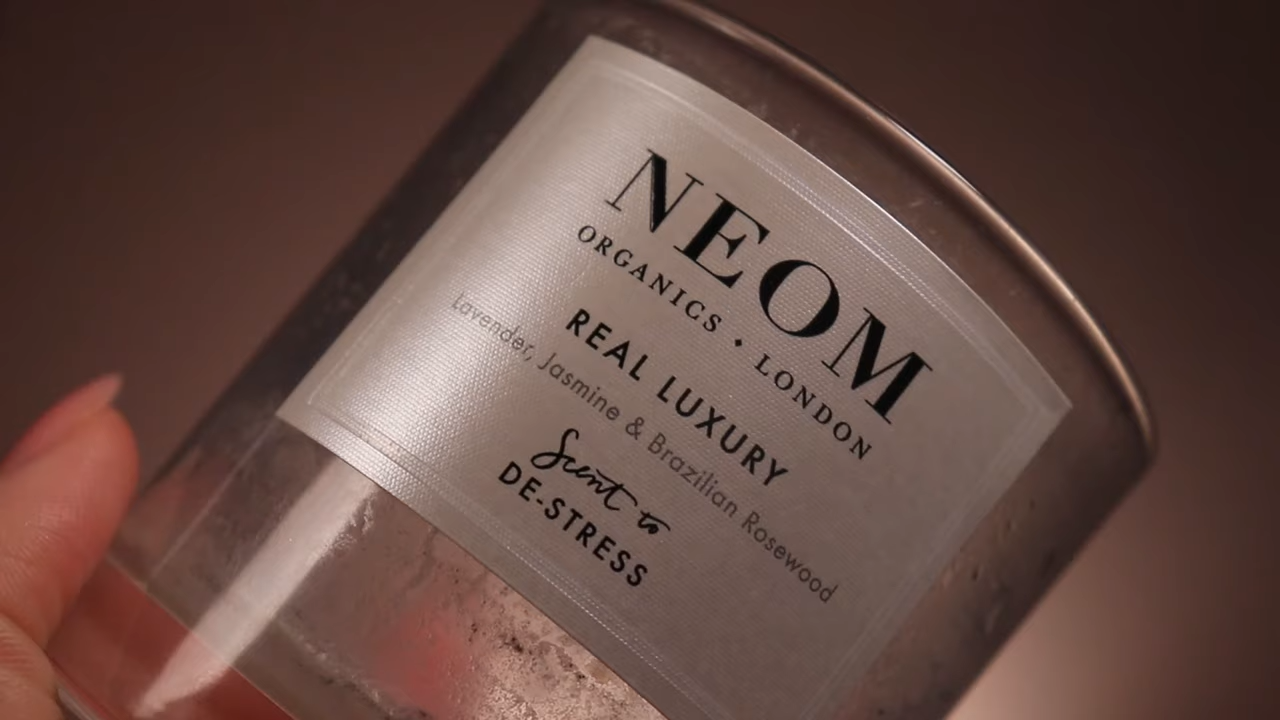 NEOM
ORGANICS • LONDON
REAL LUXURY
Lavender, Jasmine & Brazilian Rosewood
Scent to
DE-STRESS